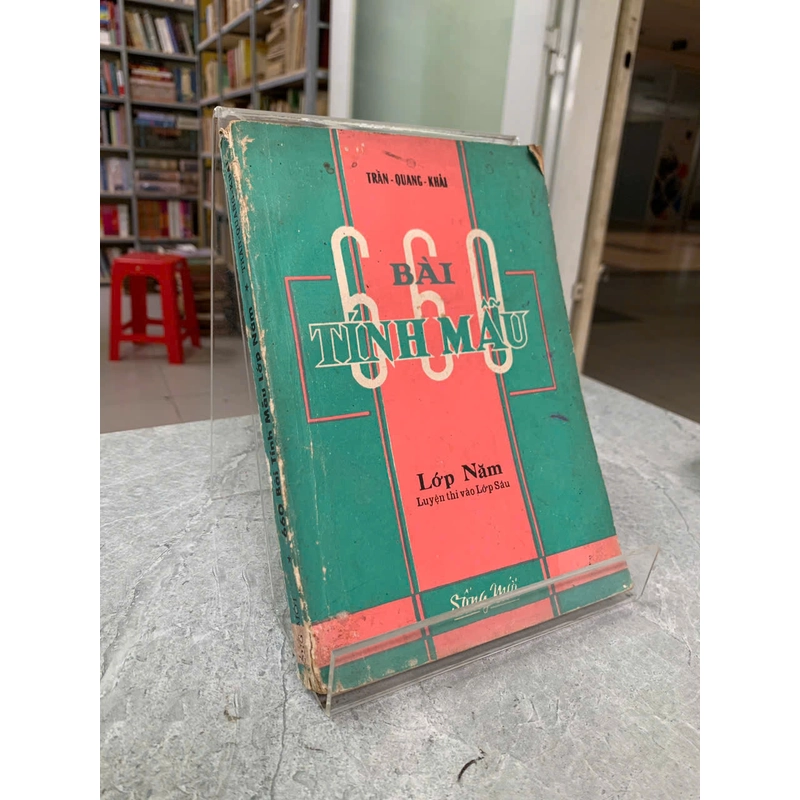 TRẦN - QUANG - KHẢI
660
BÀI
TÍNH MẪU
Lớp Năm
Luyện thi vào Lớp Sáu
Sống Mới
660 Bài Tính Mẫu Lớp Năm